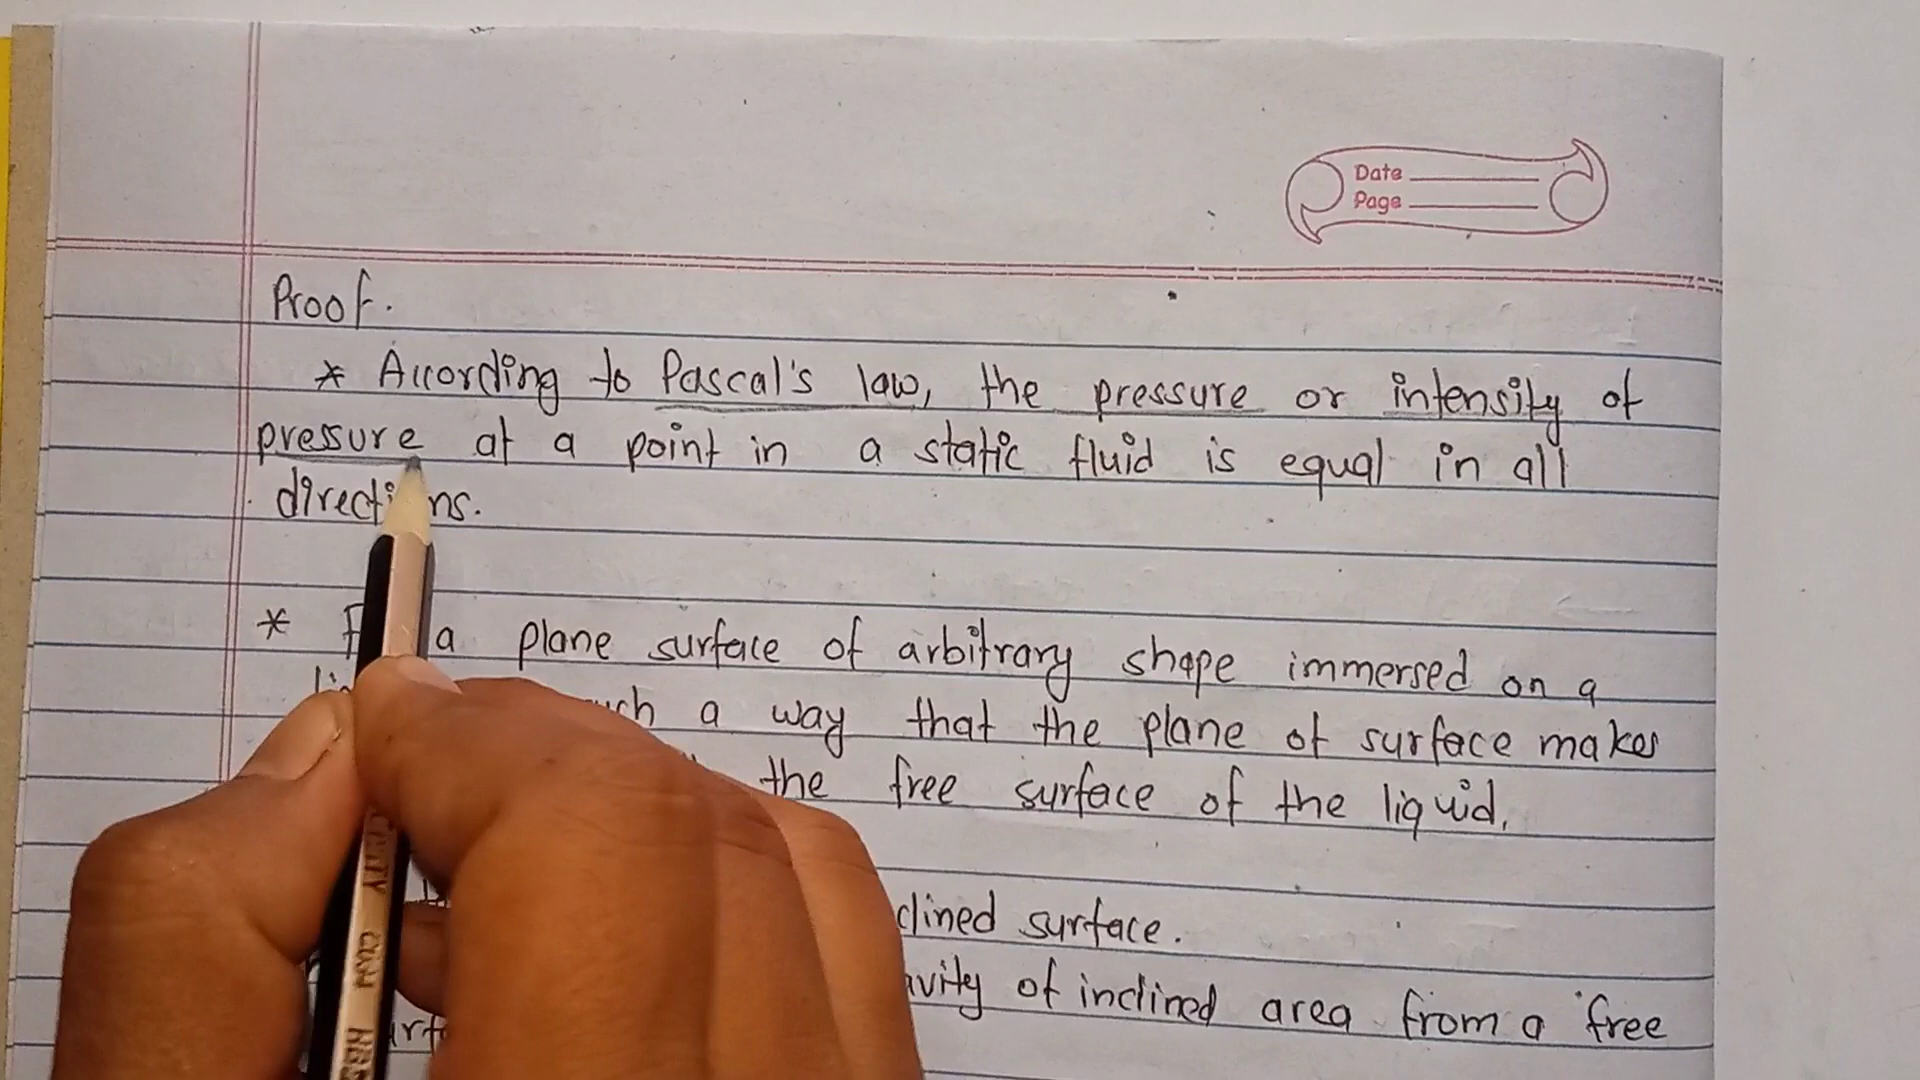 Date
Page
Proof.
* According to Pascal's law, the pressure or intensity of
pressure at a point in a static fluid is equal in all
directions.
* a plane surface of arbitrary shape immersed on a
a way that the plane of surface makes
the free surface of the liquid.
surface.
of inclined area from a free